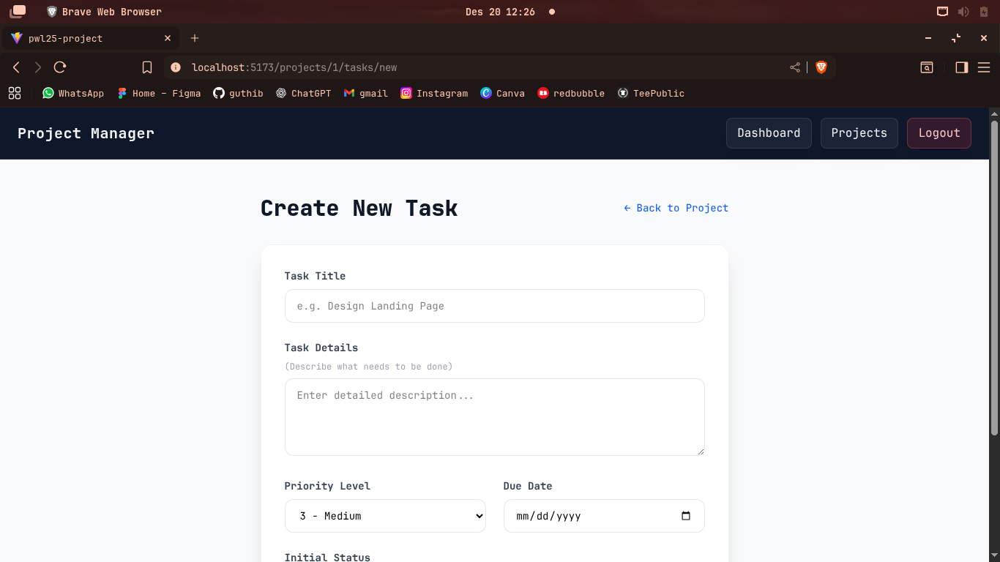 Brave Web Browser
Des 20 12:26
pwl25-project
localhost:5173/projects/1/tasks/new
WhatsApp Home – Figma guthib ChatGPT gmail Instagram Canva redbubble TeePublic
Project Manager
Dashboard Projects Logout
Create New Task
← Back to Project
Task Title
e.g. Design Landing Page
Task Details
(Describe what needs to be done)
Enter detailed description...
Priority Level Due Date
3 - Medium mm/dd/yyyy
Initial Status